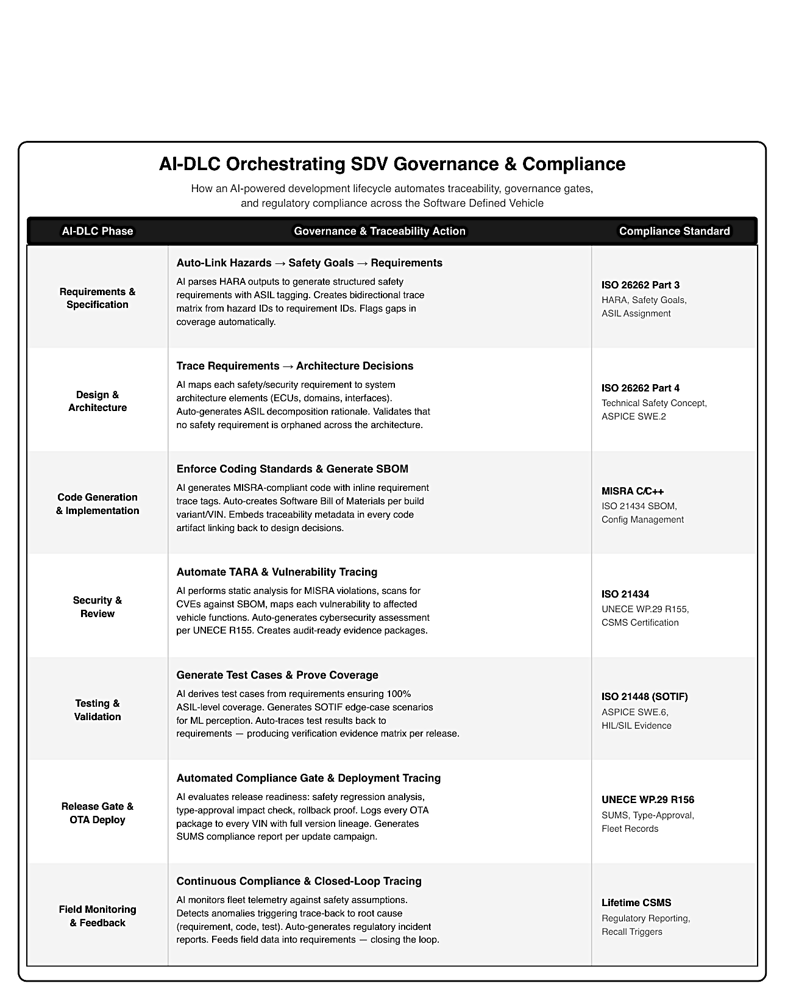 AI-DLC Orchestrating SDV Governance & Compliance
How an AI-powered development lifecycle automates traceability, governance gates,
and regulatory compliance across the Software Defined Vehicle
AI-DLC Phase
Governance & Traceability Action
Compliance Standard
Requirements &
Specification
Auto-Link Hazards → Safety Goals → Requirements
AI parses HARA outputs to generate structured safety
requirements with ASIL tagging. Creates bidirectional trace
matrix from hazard IDs to requirement IDs. Flags gaps in
coverage automatically.
ISO 26262 Part 3
HARA, Safety Goals,
ASIL Assignment
Design &
Architecture
Trace Requirements → Architecture Decisions
AI maps each safety/security requirement to system
architecture elements (ECUs, domains, interfaces).
Auto-generates ASIL decomposition rationale. Validates that
no safety requirement is orphaned across the architecture.
ISO 26262 Part 4
Technical Safety Concept,
ASPICE SWE.2
Code Generation
& Implementation
Enforce Coding Standards & Generate SBOM
AI generates MISRA-compliant code with inline requirement
trace tags. Auto-creates Software Bill of Materials per build
variant/VIN. Embeds traceability metadata in every code
artifact linking back to design decisions.
MISRA C/C++
ISO 21434 SBOM,
Config Management
Security &
Review
Automate TARA & Vulnerability Tracing
AI performs static analysis for MISRA violations, scans for
CVEs against SBOM, maps each vulnerability to affected
vehicle functions. Auto-generates cybersecurity assessment
per UNECE R155. Creates audit-ready evidence packages.
ISO 21434
UNECE WP.29 R155,
CSMS Certification
Testing &
Validation
Generate Test Cases & Prove Coverage
AI derives test cases from requirements ensuring 100%
ASIL-level coverage. Generates SOTIF edge-case scenarios
for ML perception. Auto-traces test results back to
requirements — producing verification evidence matrix per release.
ISO 21448 (SOTIF)
ASPICE SWE.6,
HIL/SIL Evidence
Release Gate &
OTA Deploy
Automated Compliance Gate & Deployment Tracing
AI evaluates release readiness: safety regression analysis,
type-approval impact check, rollback proof. Logs every OTA
package to every VIN with full version lineage. Generates
SUMS compliance report per update campaign.
UNECE WP.29 R156
SUMS, Type-Approval,
Fleet Records
Field Monitoring
& Feedback
Continuous Compliance & Closed-Loop Tracing
AI monitors fleet telemetry against safety assumptions.
Detects anomalies triggering trace-back to root cause
(requirement, code, test). Auto-generates regulatory incident
reports. Feeds field data into requirements — closing the loop.
Lifetime CSMS
Regulatory Reporting,
Recall Triggers